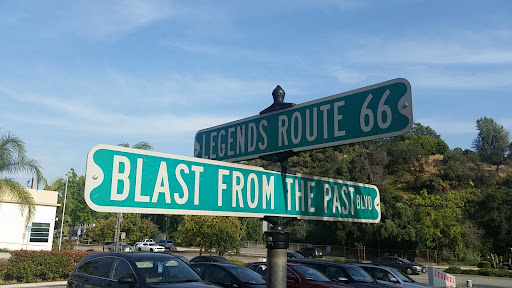 LEGENDS ROUTE 66
BLAST FROM THE PAST BLVD